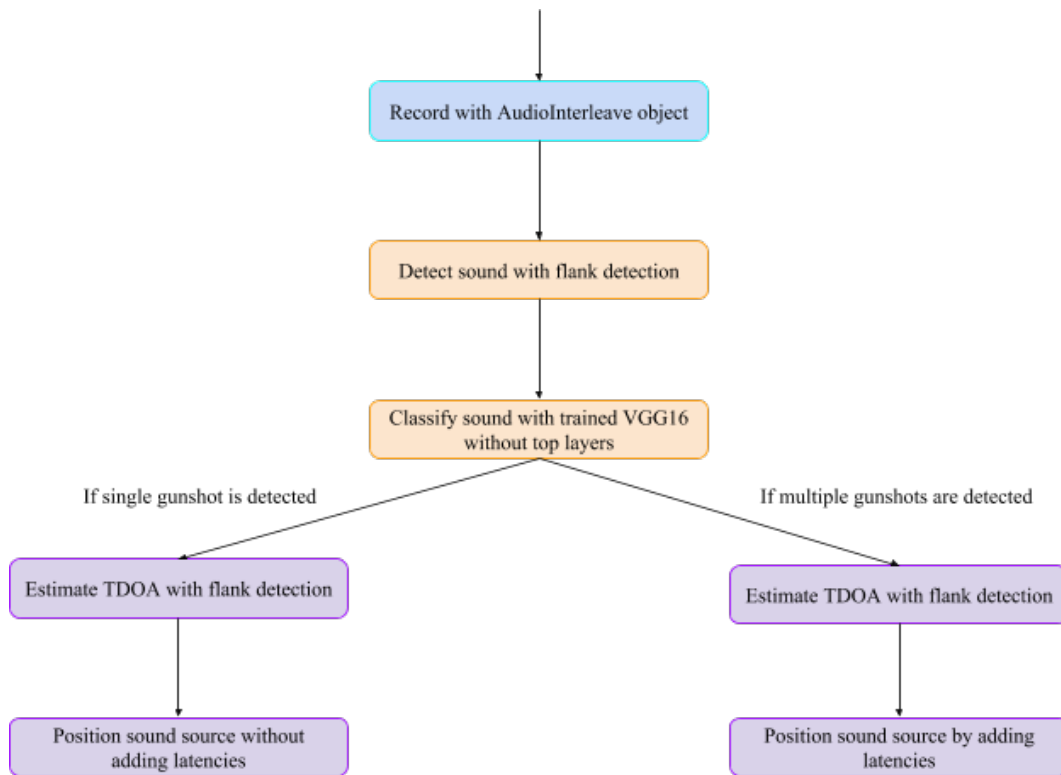 Record with AudioInterleave object
Detect sound with flank detection
Classify sound with trained VGG16
without top layers
If single gunshot is detected
If multiple gunshots are detected
Estimate TDOA with flank detection
Estimate TDOA with flank detection
Position sound source without
adding latencies
Position sound source by adding
latencies